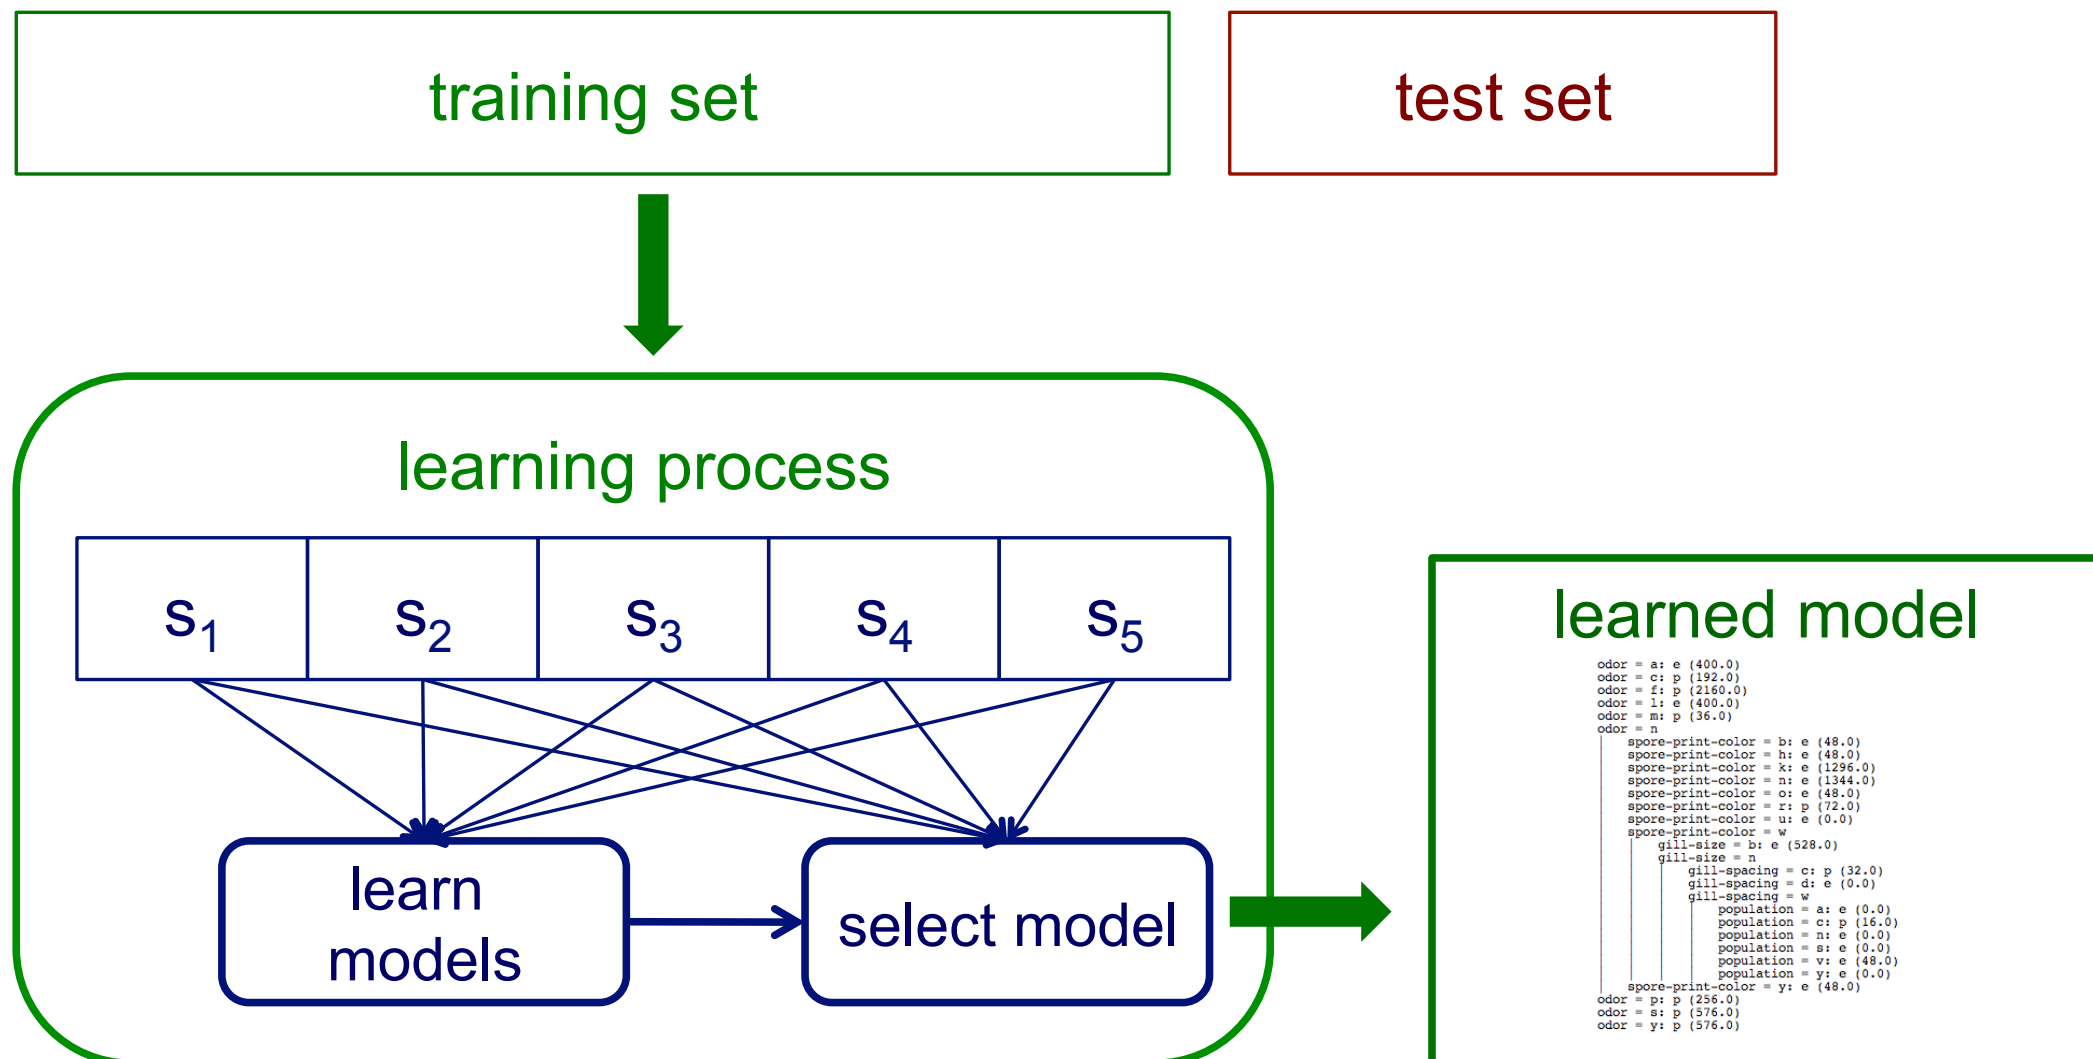 training set
test set
learning process
s1 s2 s3 s4 s5
learn
models
select model
learned model
odor = a: e (400.0)
odor = c: p (192.0)
odor = f: p (2160.0)
odor = l: e (400.0)
odor = m: p (36.0)
odor = n
| spore-print-color = b: e (48.0)
| spore-print-color = h: e (48.0)
| spore-print-color = k: e (1296.0)
| spore-print-color = n: e (1344.0)
| spore-print-color = o: e (48.0)
| spore-print-color = r: p (72.0)
| spore-print-color = u: e (0.0)
| spore-print-color = w
| | gill-size = b: e (528.0)
| | gill-size = n
| | | gill-spacing = c: p (32.0)
| | | gill-spacing = d: e (0.0)
| | | gill-spacing = w
| | | | population = a: e (0.0)
| | | | population = c: p (16.0)
| | | | population = n: e (0.0)
| | | | population = s: e (0.0)
| | | | population = v: e (48.0)
| | | | population = y: e (0.0)
| spore-print-color = y: e (48.0)
odor = p: p (256.0)
odor = s: p (576.0)
odor = y: p (576.0)